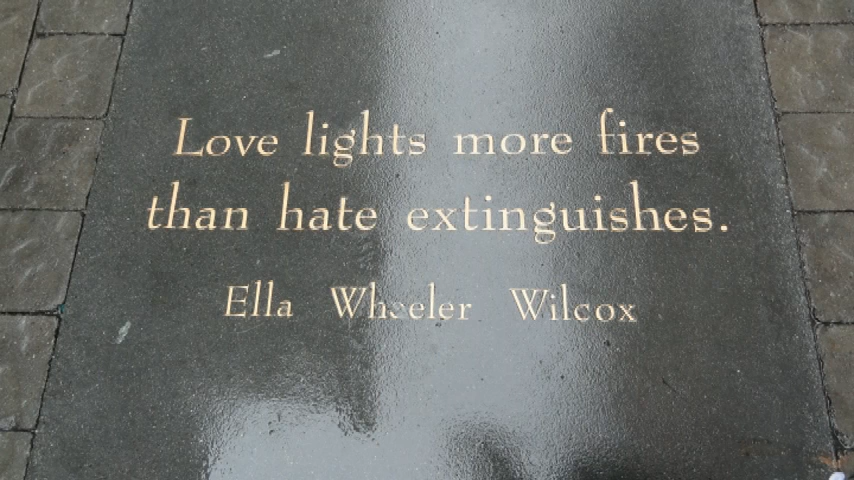 Love lights more fires
than hate extinguishes.
Ella Wheeler Wilcox